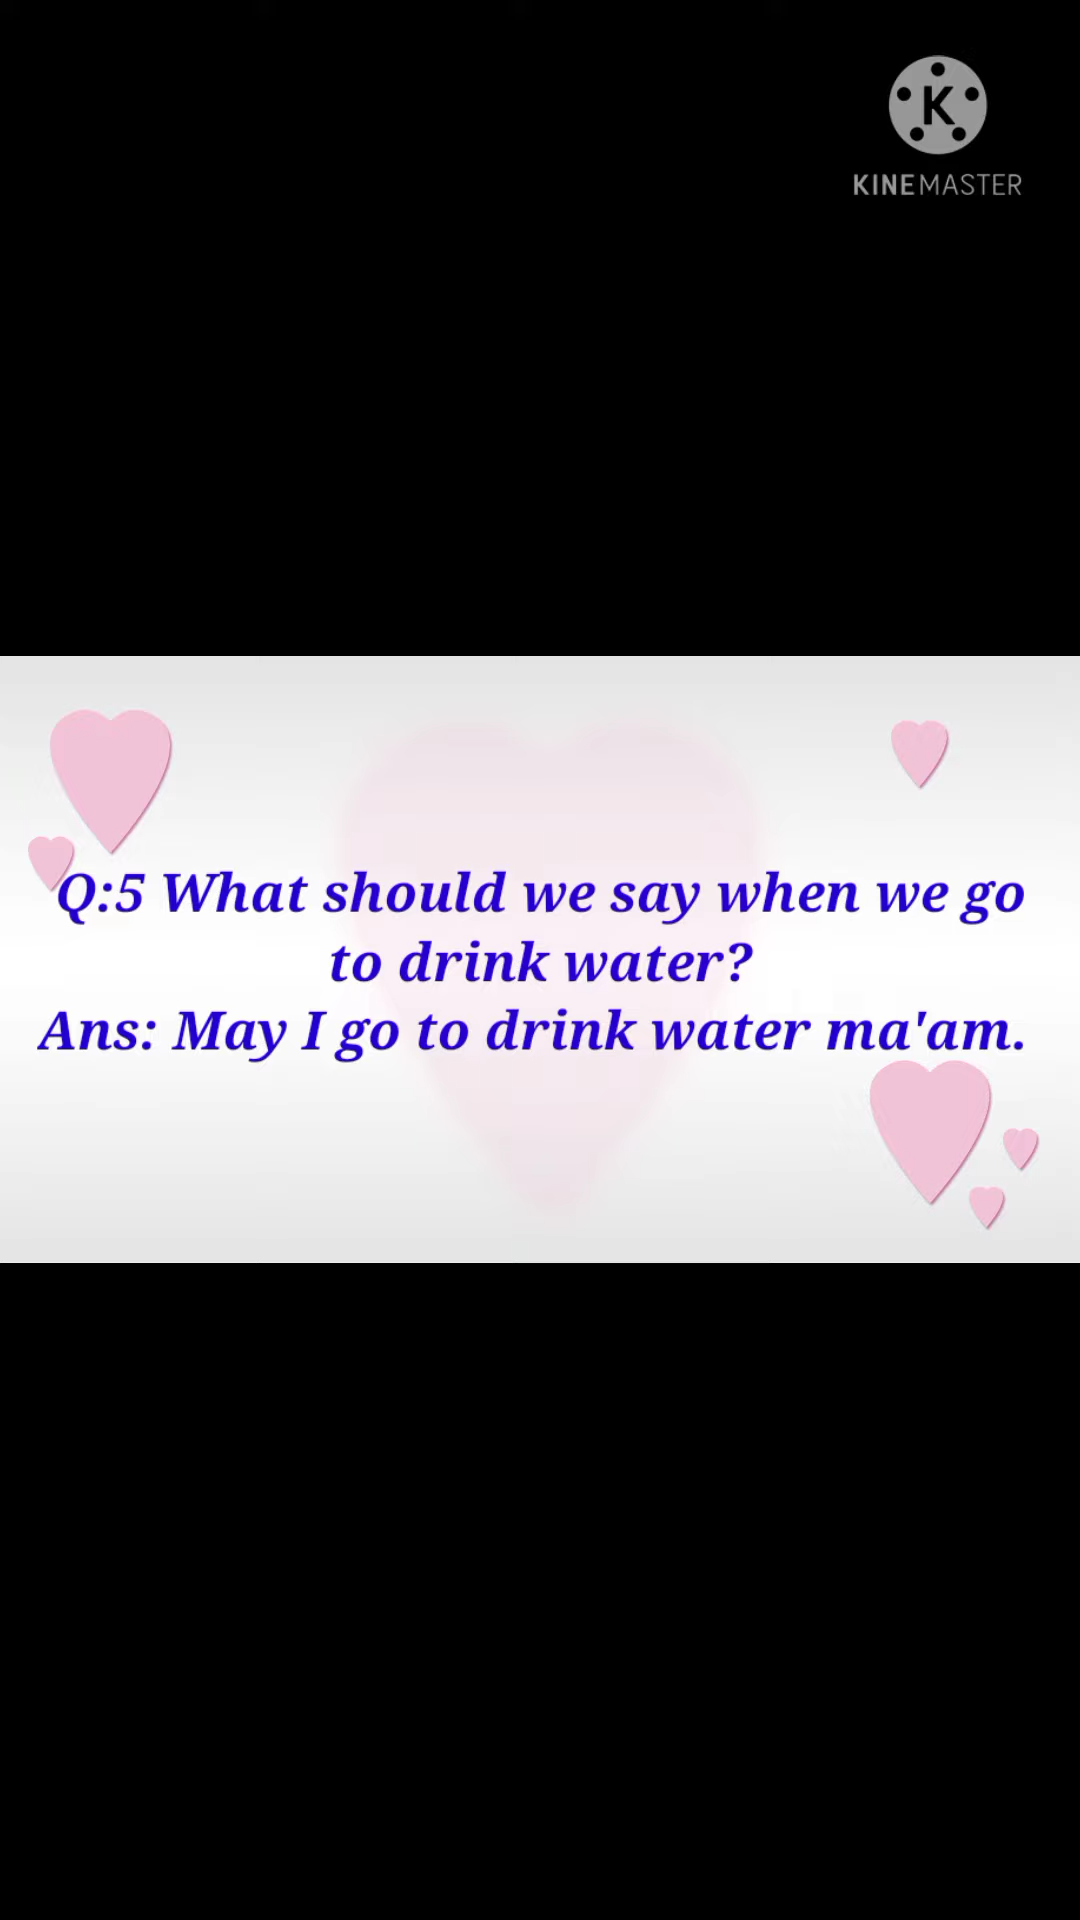 K
KINEMASTER
Q:5 What should we say when we go
to drink water?
Ans: May I go to drink water ma'am.